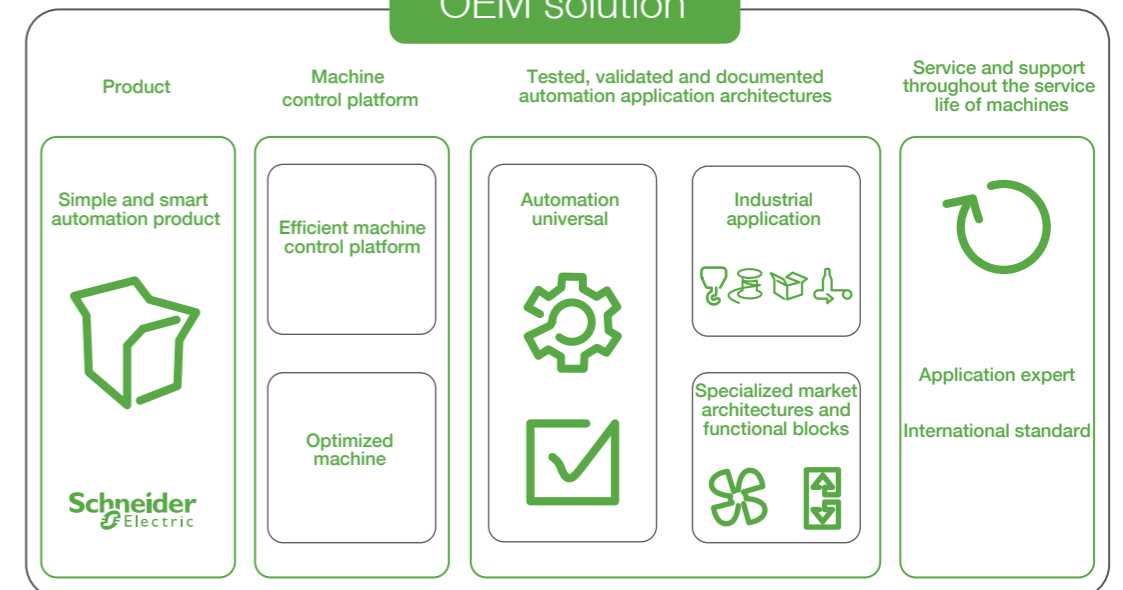 OEM solution
Product
Machine
control platform
Tested, validated and documented
automation application architectures
Service and support
throughout the service
life of machines
Simple and smart
automation product
Schneider
Electric
Efficient machine
control platform
Optimized
machine
Automation
universal
Industrial
application
Specialized market
architectures and
functional blocks
Application expert
International standard